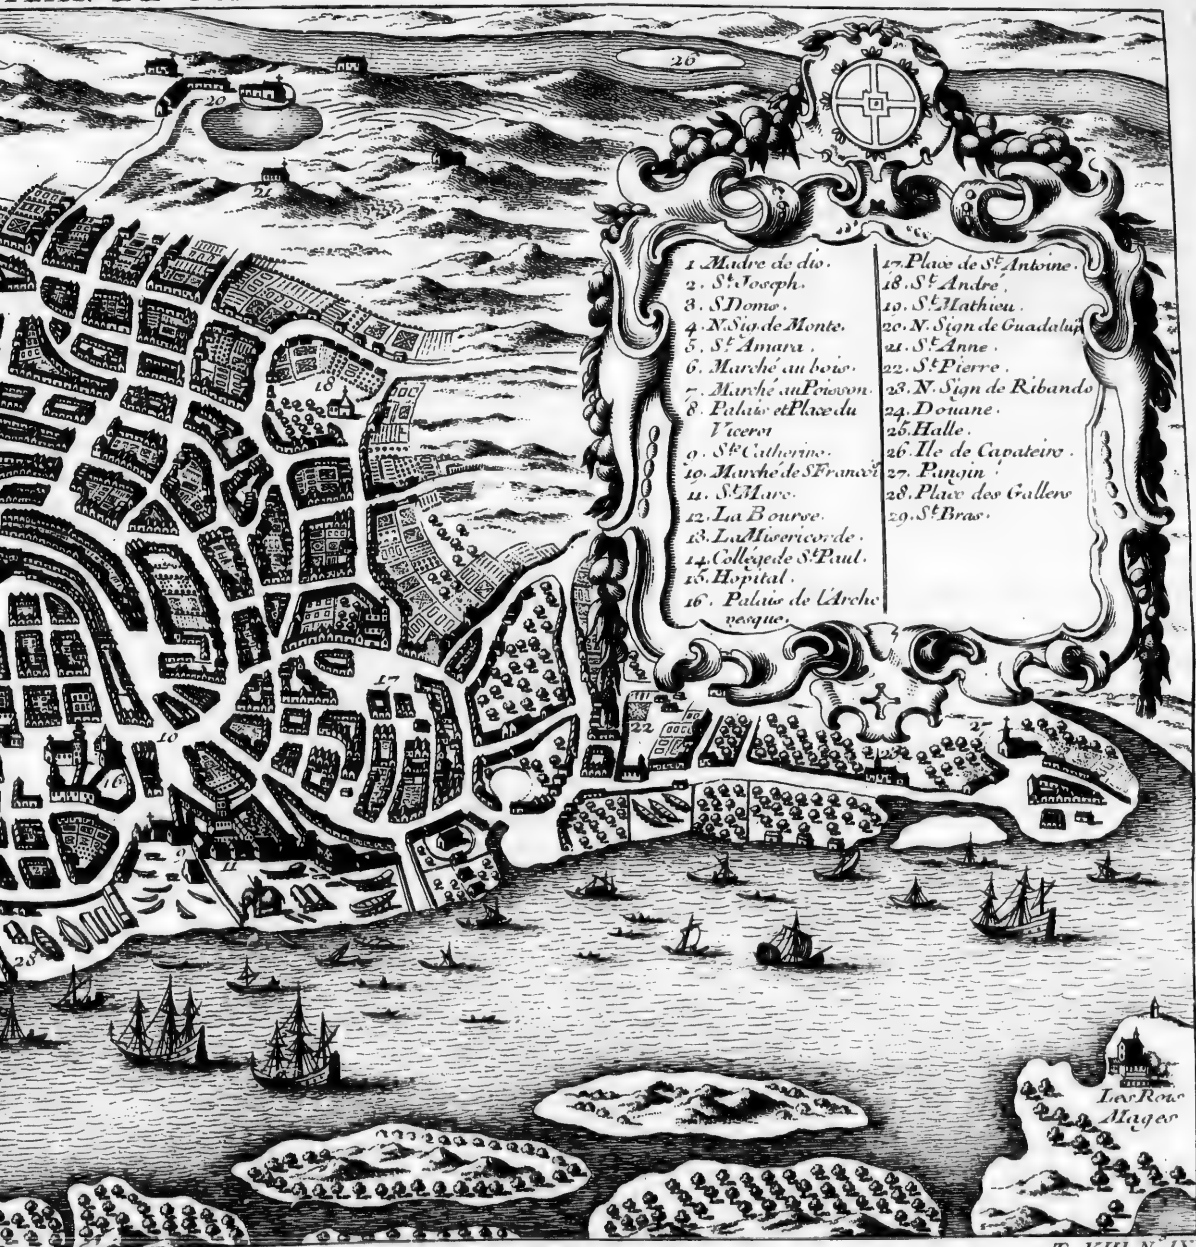 1. Madre de dio.
2. St. Joseph.
3. S Dome.
4. N. Sig. de Monte.
5. St. Amara.
6. Marché au bois.
7. Marché au Poisson.
8. Palais et Place du
Viceroi
9. Ste. Catherine.
10. Marché de S Francet
11. St. Marc.
12. La Bourse.
13. La Misericorde.
14. Collége de St. Paul.
15. Hopital.
16. Palais de l'Arche
vesque.
17. Place de St. Antoine.
18. St. André.
19. St. Mathieu.
20. N. Sign de Guadalup
21. St. Anne.
22. St. Pierre.
23. N. Sign de Ribando
24. Douane.
25. Halle.
26. Ile de Capateiro.
27. Pangin
28. Place des Gallers
29. St. Bras.
26
20
21
18
17
22
27
10
16
9
11
28
Les Rois
Mages